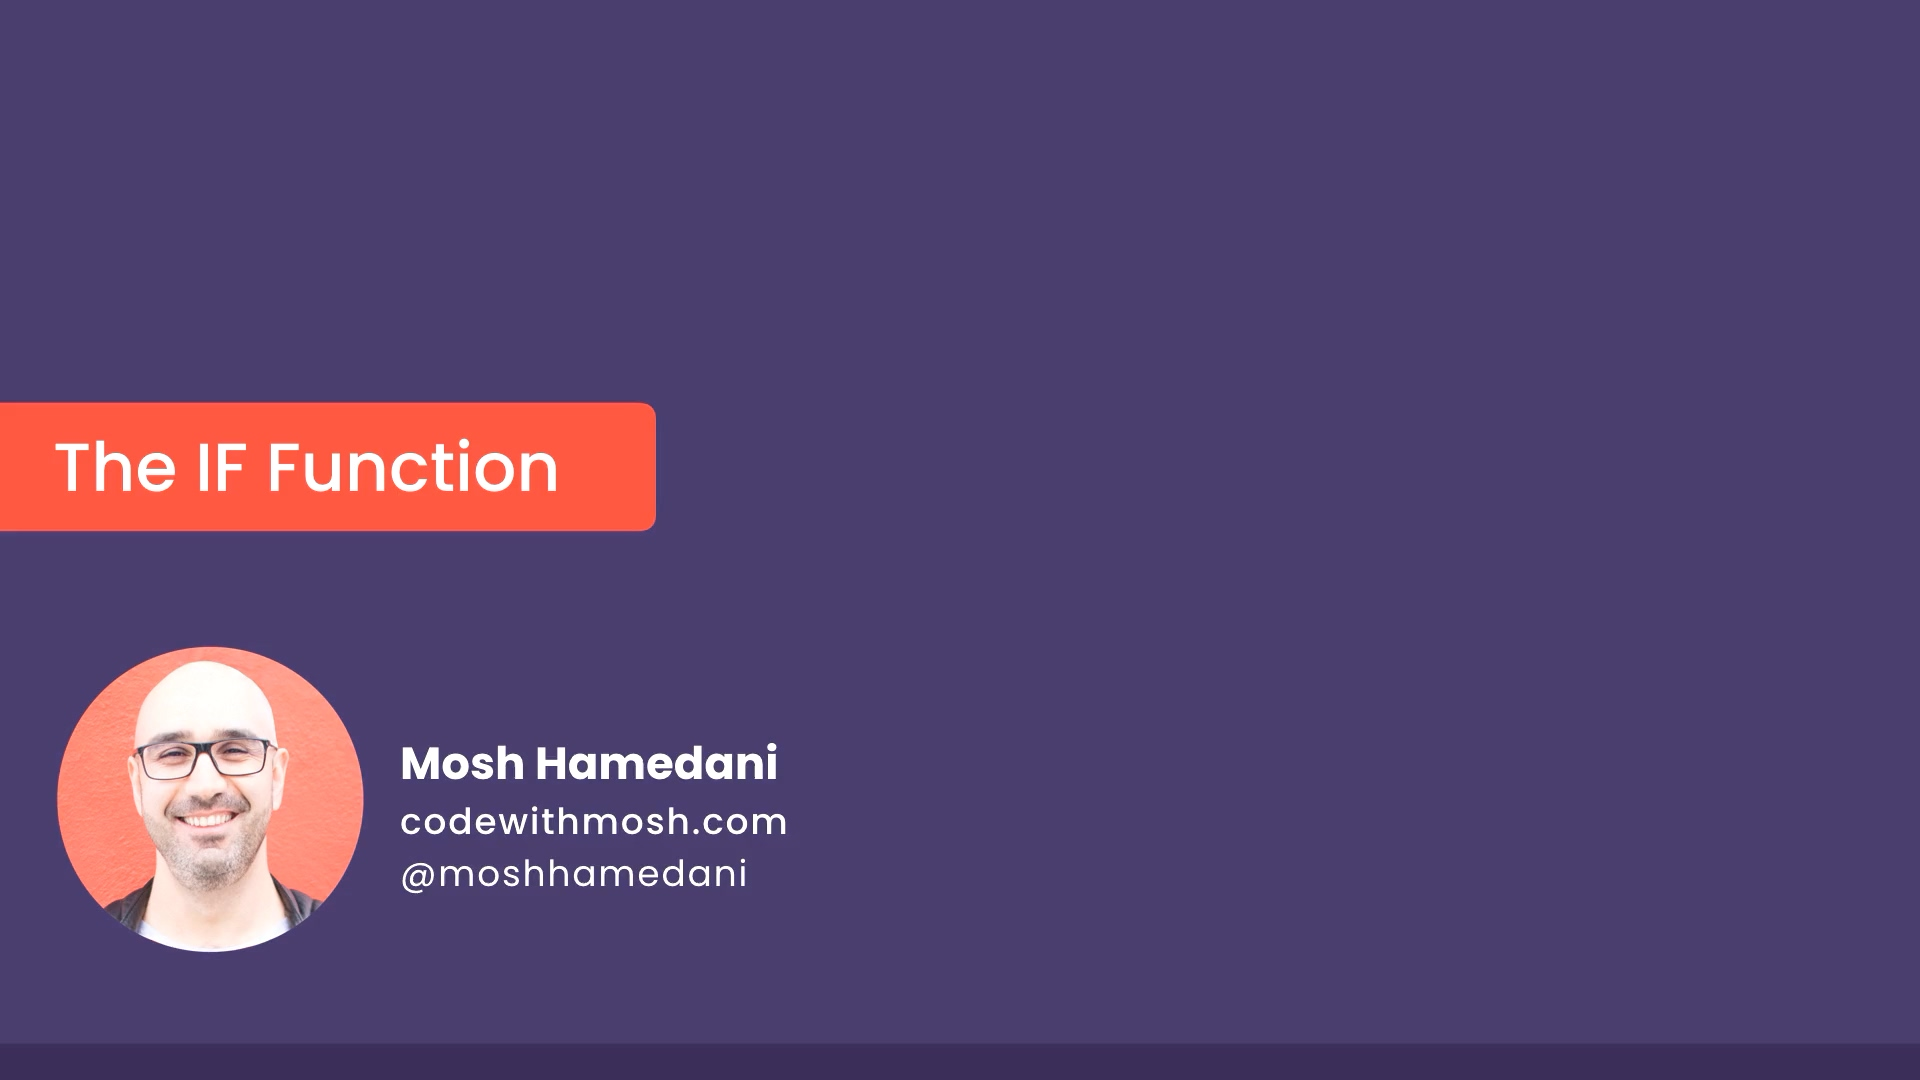 The IF Function
Mosh Hamedani
codewithmosh.com
@moshhamedani